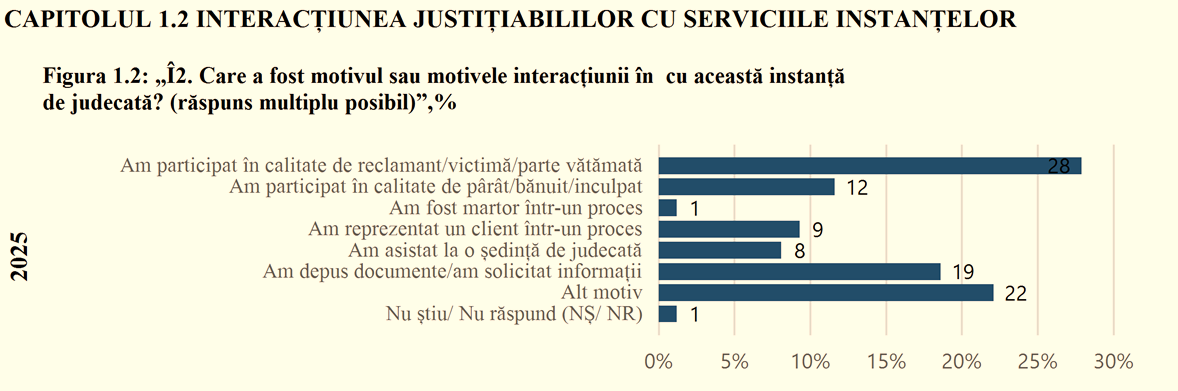 CAPITOLUL 1.2 INTERACȚIUNEA JUSTIȚIABILILOR CU SERVICIILE INSTANȚELOR
Figura 1.2: „Î2. Care a fost motivul sau motivele interacțiunii în cu această instanță
de judecată? (răspuns multiplu posibil)”,%
2025
Am participat în calitate de reclamant/victimă/parte vătămată 28
Am participat în calitate de pârât/bănuit/inculpat 12
Am fost martor într-un proces 1
Am reprezentat un client într-un proces 9
Am asistat la o ședință de judecată 8
Am depus documente/am solicitat informații 19
Alt motiv 22
Nu știu/ Nu răspund (NȘ/ NR) 1
0% 5% 10% 15% 20% 25% 30%